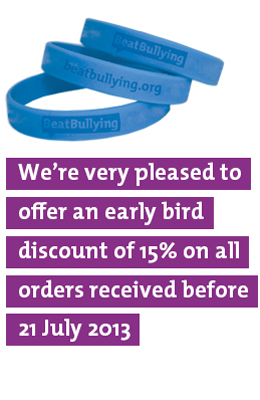 BeatBullying
beatbullying.org
BeatBullying
We're very pleased to
offer an early bird
discount of 15% on all
orders received before
21 July 2013